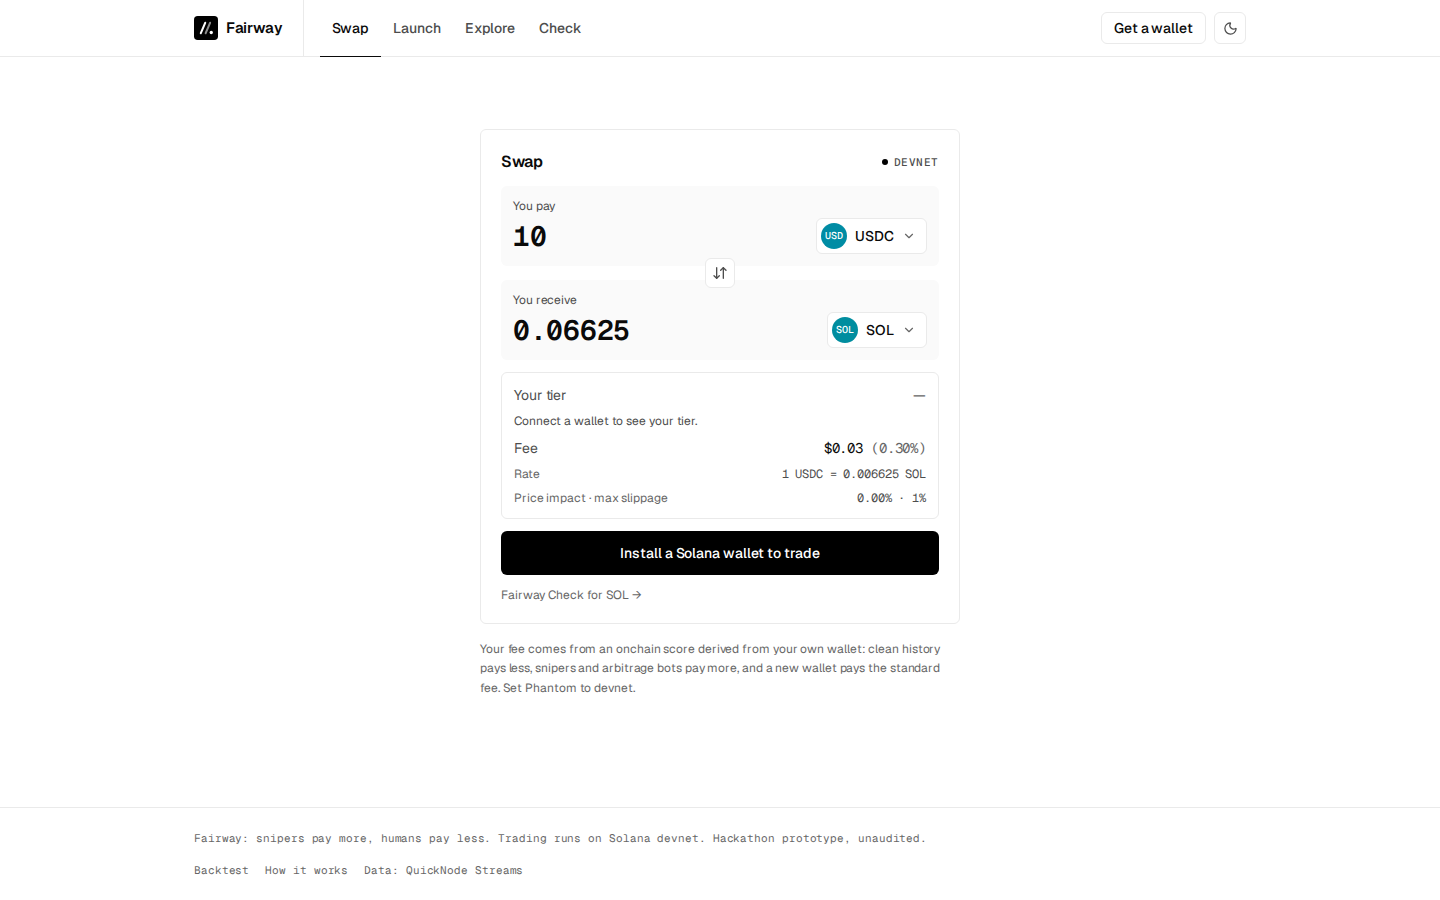 Fairway
Swap
Launch
Explore
Check
Get a wallet
Swap
DEVNET
You pay
10
USD
USDC
You receive
0.06625
SOL
SOL
Your tier
—
Connect a wallet to see your tier.
Fee
$0.03 (0.30%)
Rate
1 USDC = 0.006625 SOL
Price impact · max slippage
0.00% · 1%
Install a Solana wallet to trade
Fairway Check for SOL →
Your fee comes from an onchain score derived from your own wallet: clean history
pays less, snipers and arbitrage bots pay more, and a new wallet pays the standard
fee. Set Phantom to devnet.
Fairway: snipers pay more, humans pay less. Trading runs on Solana devnet. Hackathon prototype, unaudited.
Backtest
How it works
Data: QuickNode Streams